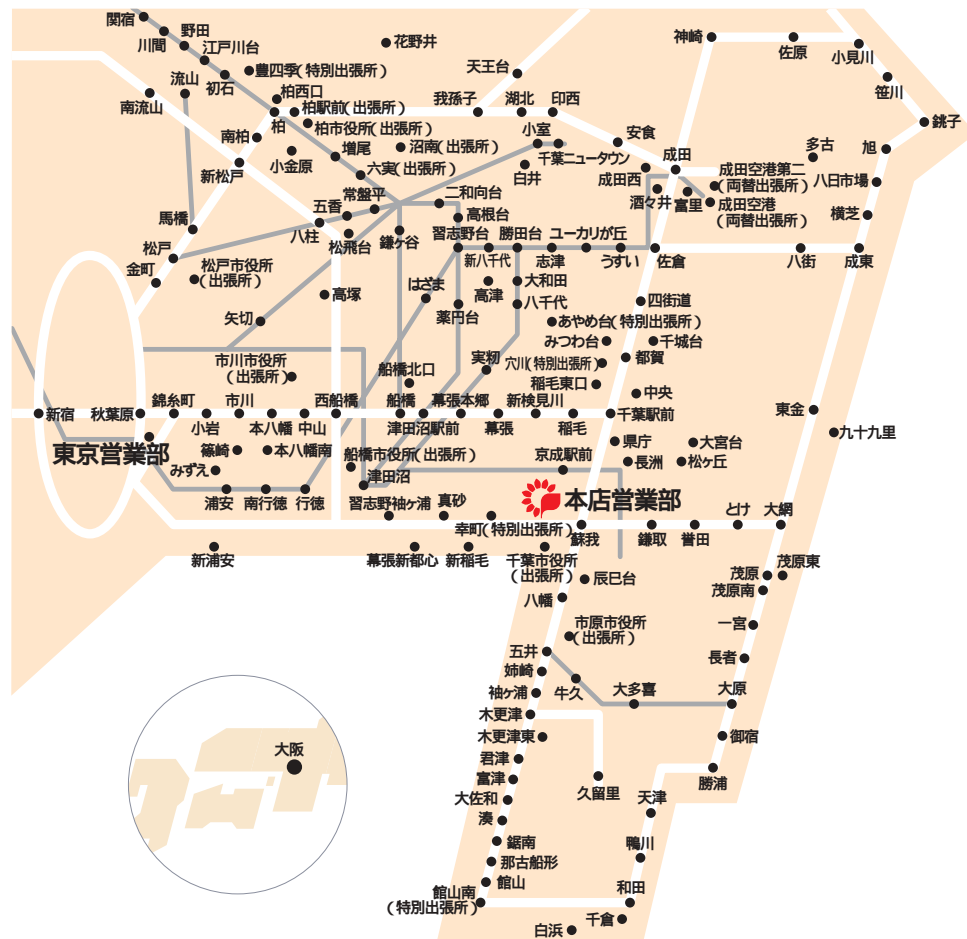 関宿
川間
野田
江戸川台
流山
初石
豊四季(特別出張所)
花野井
天王台
神崎
佐原
小見川
笹川
銚子
南流山
柏西口
柏駅前(出張所)
柏
柏市役所(出張所)
我孫子
湖北
印西
南柏
小金原
増尾
沼南(出張所)
六実(出張所)
小室
千葉ニュータウン
白井
安食
成田
成田西
多古
旭
成田空港第二
(両替出張所)
八日市場
新松戸
常盤平
五香
二和向台
高根台
酒々井
富里
成田空港
(両替出張所)
横芝
馬橋
八柱
松飛台
鎌ヶ谷
習志野台
新八千代
勝田台
志津
ユーカリが丘
うすい
佐倉
八街
成東
松戸
金町
松戸市役所
(出張所)
高塚
はざま
高津
大和田
八千代
四街道
矢切
薬円台
あやめ台(特別出張所)
みつわ台
千城台
都賀
市川市役所
(出張所)
船橋北口
実籾
穴川(特別出張所)
稲毛東口
中央
新宿
秋葉原
錦糸町
小岩
市川
本八幡
中山
西船橋
船橋
津田沼駅前
幕張本郷
幕張
新検見川
稲毛
千葉駅前
東金
九十九里
東京営業部
篠崎
本八幡南
みずえ
船橋市役所(出張所)
津田沼
京成駅前
県庁
長洲
大宮台
松ヶ丘
浦安
南行徳
行徳
習志野袖ヶ浦
真砂
本店営業部
幸町(特別出張所)
蘇我
鎌取
誉田
とけ
大網
新浦安
幕張新都心
新稲毛
千葉市役所
(出張所)
辰巳台
茂原
茂原東
茂原南
八幡
市原市役所
(出張所)
一宮
五井
長者
姉崎
牛久
大多喜
大原
袖ヶ浦
木更津
木更津東
御宿
君津
大阪
富津
久留里
勝浦
大佐和
天津
湊
鋸南
鴨川
那古船形
館山
館山南
(特別出張所)
和田
千倉
白浜